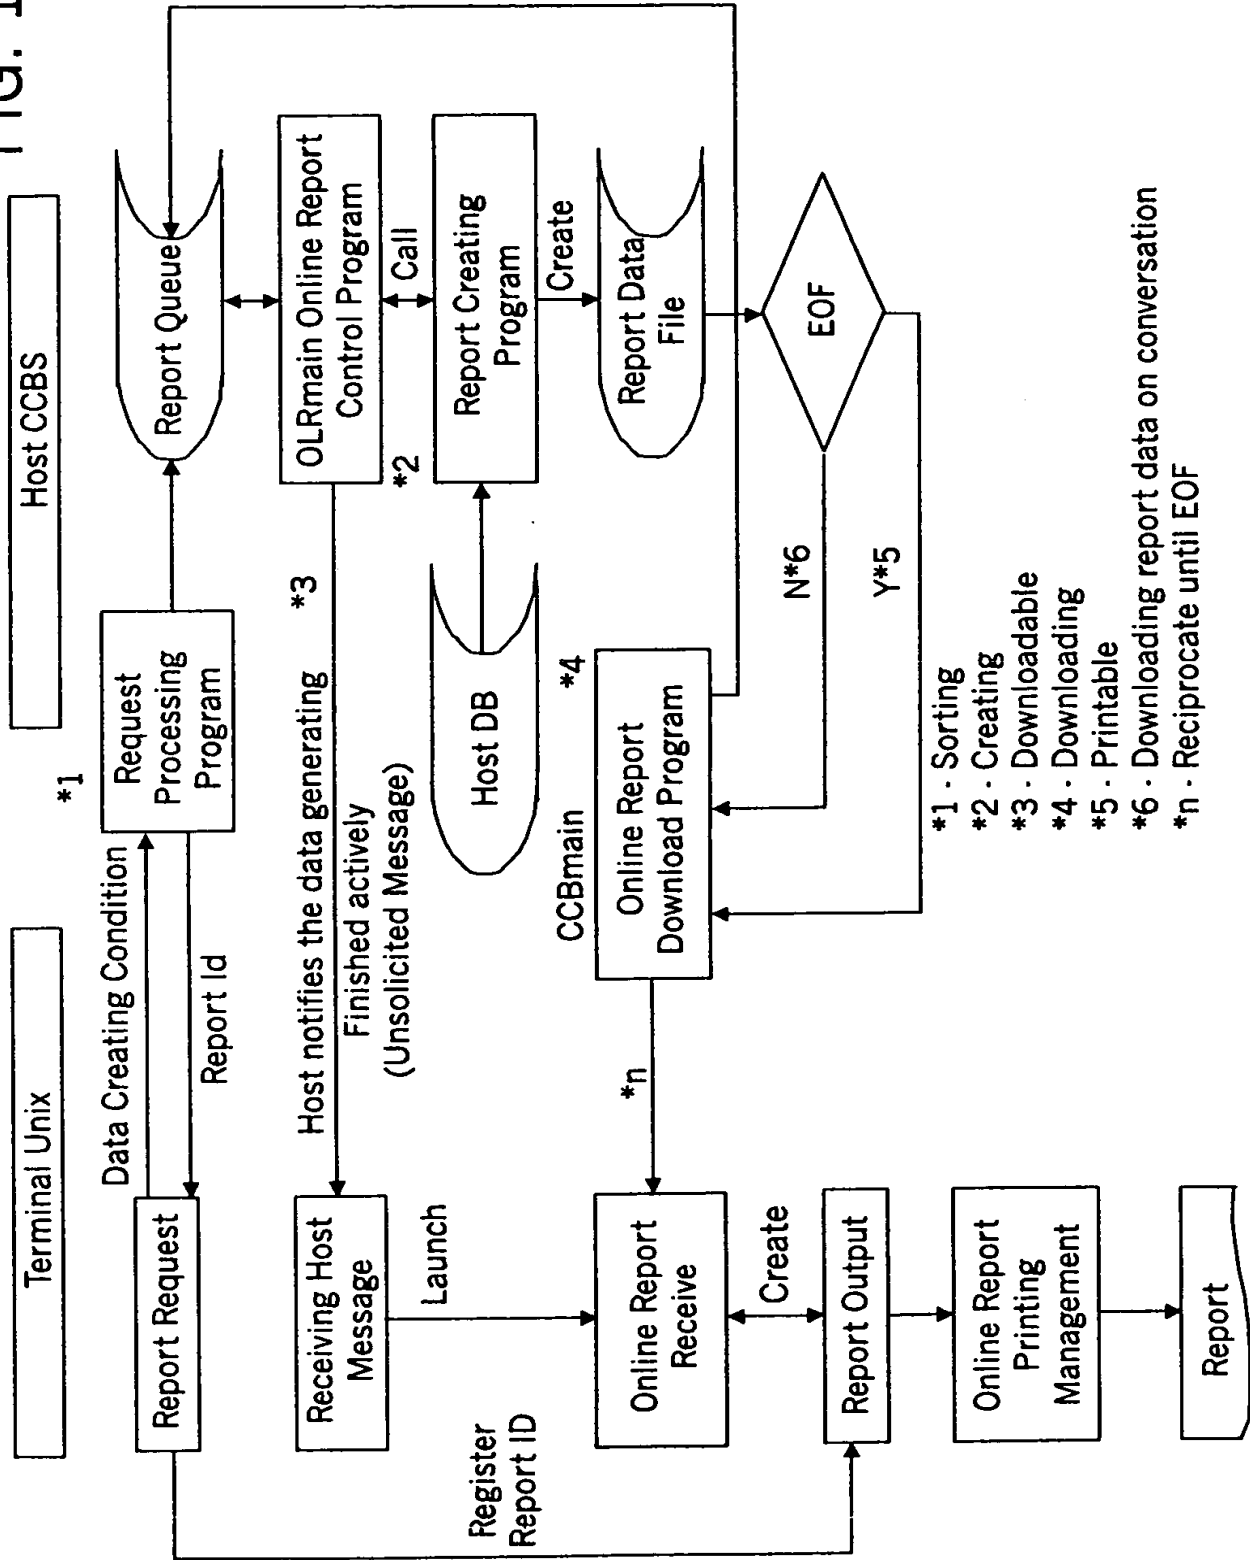 FIG. 1
Terminal Unix
Host CCBS
*1
Report Request
Data Creating Condition
Report Id
Request
Processing
Program
Report Queue
Receiving Host
Message
Host notifies the data generating
Finished actively
(Unsolicited Message)
*3
OLRmain Online Report
Control Program
*2
Call
Launch
Host DB
Report Creating
Program
Create
Register
Report ID
CCBmain
*4
Online Report
Receive
*n
Online Report
Download Program
Report Data
File
Create
N*6
EOF
Y*5
Report Output
Online Report
Printing
Management
Report
*1 - Sorting
*2 - Creating
*3 - Downloadable
*4 - Downloading
*5 - Printable
*6 - Downloading report data on conversation
*n - Reciprocate until EOF